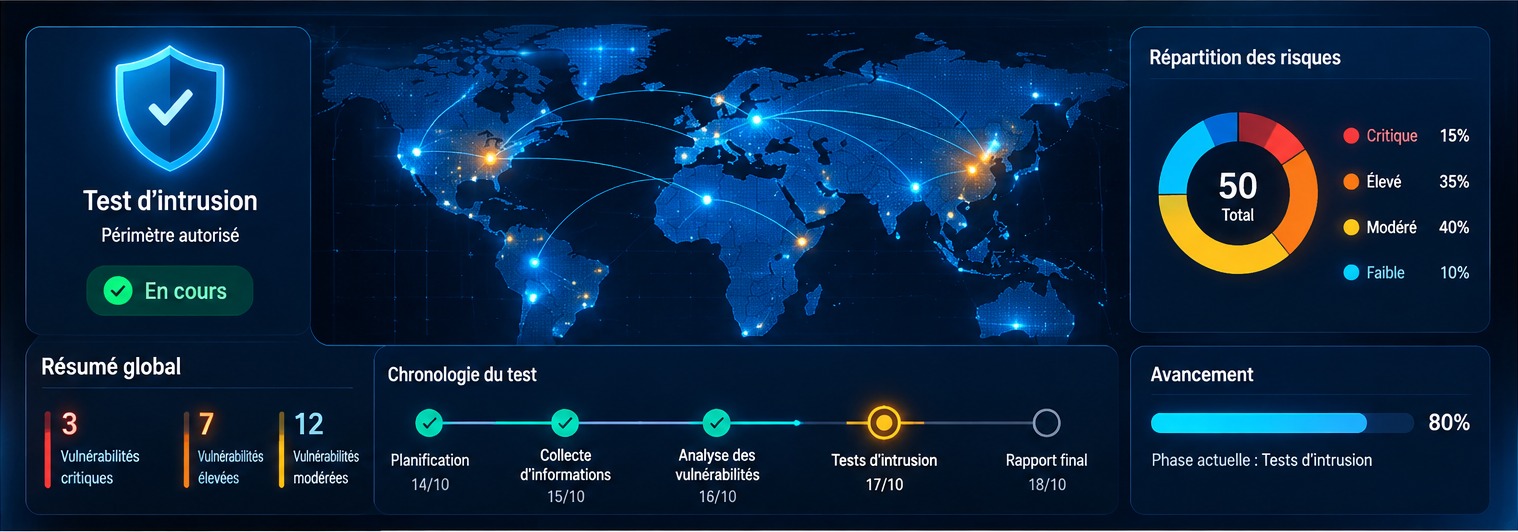 Test d'intrusion
Périmètre autorisé
En cours
Répartition des risques
50
Total
Critique 15%
Élevé 35%
Modéré 40%
Faible 10%
Résumé global
3
Vulnérabilités
critiques
7
Vulnérabilités
élevées
12
Vulnérabilités
modérées
Chronologie du test
Planification
14/10
Collecte
d'informations
15/10
Analyse des
vulnérabilités
16/10
Tests d'intrusion
17/10
Rapport final
18/10
Avancement
80%
Phase actuelle : Tests d'intrusion